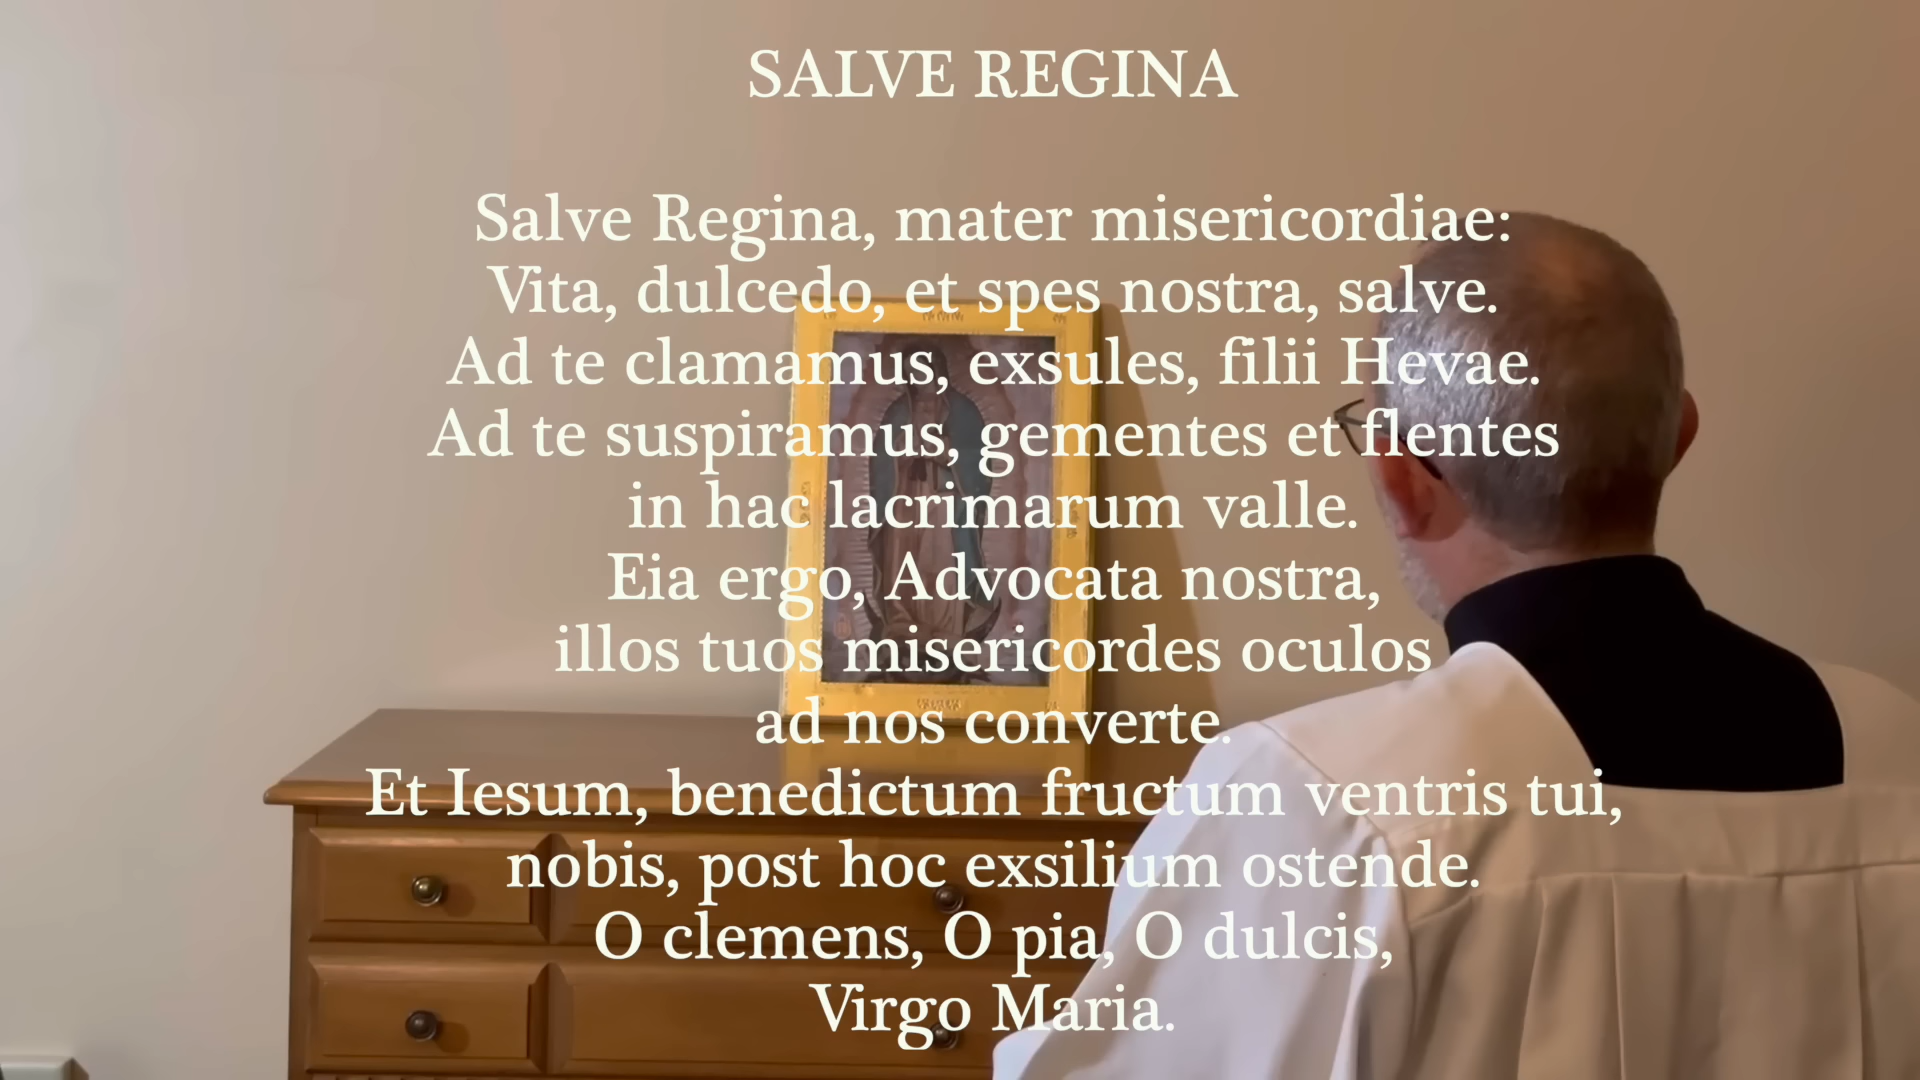 SALVE REGINA
Salve Regina, mater misericordiae:
Vita, dulcedo, et spes nostra, salve.
Ad te clamamus, exsules, filii Hevae.
Ad te suspiramus, gementes et flentes
in hac lacrimarum valle.
Eia ergo, Advocata nostra,
illos tuos misericordes oculos
ad nos converte.
Et Iesum, benedictum fructum ventris tui,
nobis, post hoc exsilium ostende.
O clemens, O pia, O dulcis,
Virgo Maria.